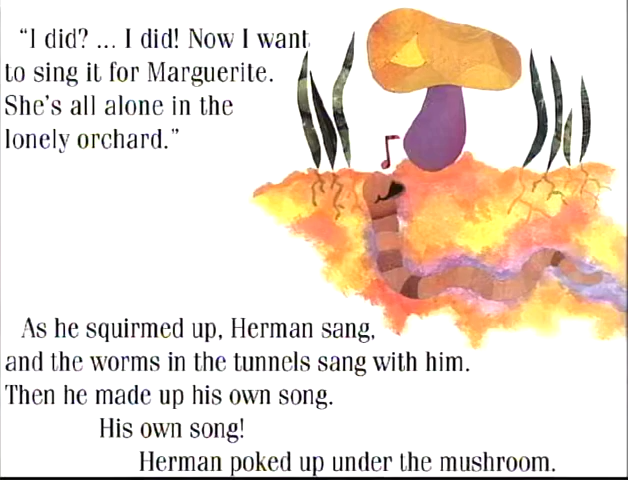 “I did? ... I did! Now I want
to sing it for Marguerite.
She’s all alone in the
lonely orchard.”
As he squirmed up, Herman sang,
and the worms in the tunnels sang with him.
Then he made up his own song.
His own song!
Herman poked up under the mushroom.